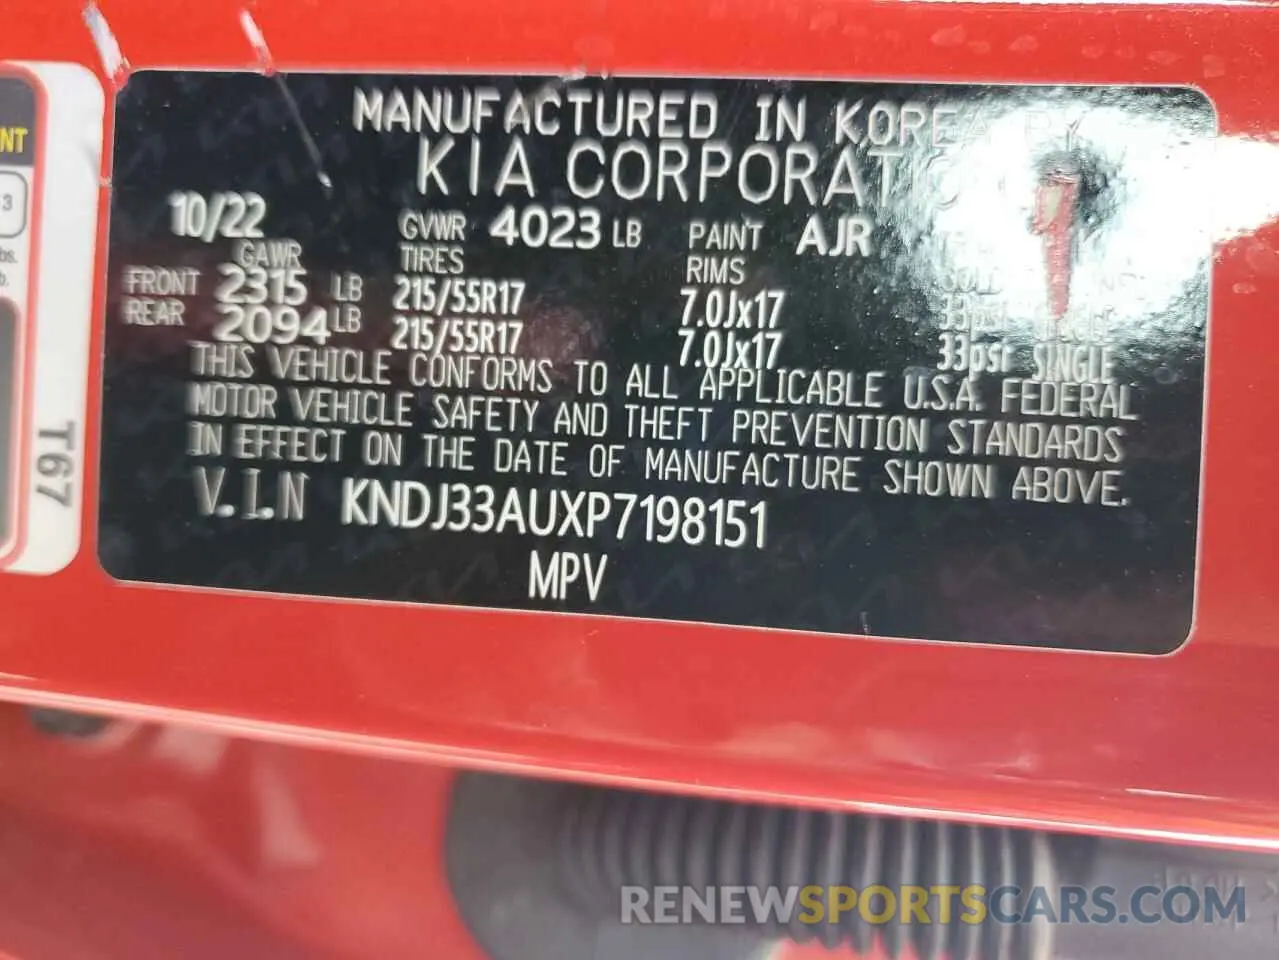 MANUFACTURED IN KOREA BY
KIA CORPORATION
10/22 GVWR 4023 LB PAINT AJR
GAWR TIRES RIMS
FRONT 2315 LB 215/55R17 7.0Jx17 33psi
REAR 2094 LB 215/55R17 7.0Jx17 33psi SINGLE
THIS VEHICLE CONFORMS TO ALL APPLICABLE U.S.A. FEDERAL
MOTOR VEHICLE SAFETY AND THEFT PREVENTION STANDARDS
IN EFFECT ON THE DATE OF MANUFACTURE SHOWN ABOVE.
V.I.N KNDJ33AUXP7198151
MPV
T67
RENEWSPORTSCARS.COM